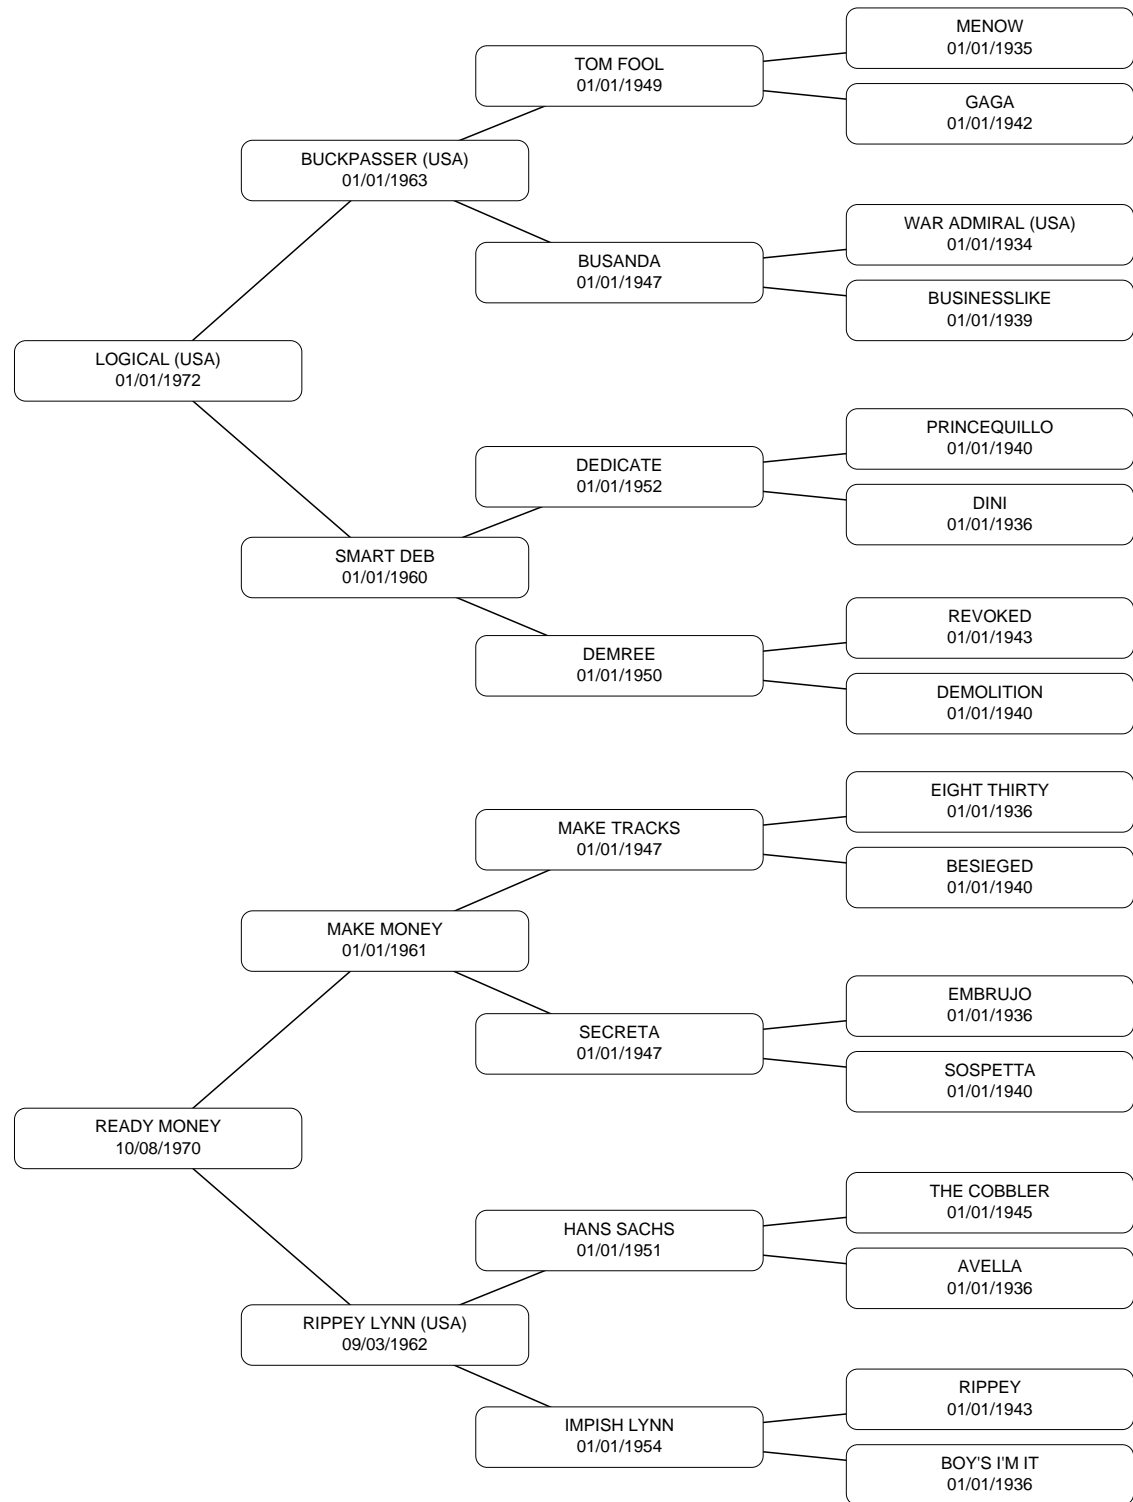 MENOW
01/01/1935
TOM FOOL
01/01/1949
GAGA
01/01/1942
BUCKPASSER (USA)
01/01/1963
WAR ADMIRAL (USA)
01/01/1934
BUSANDA
01/01/1947
BUSINESSLIKE
01/01/1939
LOGICAL (USA)
01/01/1972
PRINCEQUILLO
01/01/1940
DEDICATE
01/01/1952
DINI
01/01/1936
SMART DEB
01/01/1960
REVOKED
01/01/1943
DEMREE
01/01/1950
DEMOLITION
01/01/1940
EIGHT THIRTY
01/01/1936
MAKE TRACKS
01/01/1947
BESIEGED
01/01/1940
MAKE MONEY
01/01/1961
EMBRUJO
01/01/1936
SECRETA
01/01/1947
SOSPETTA
01/01/1940
READY MONEY
10/08/1970
THE COBBLER
01/01/1945
HANS SACHS
01/01/1951
AVELLA
01/01/1936
RIPPEY LYNN (USA)
09/03/1962
RIPPEY
01/01/1943
IMPISH LYNN
01/01/1954
BOY'S I'M IT
01/01/1936